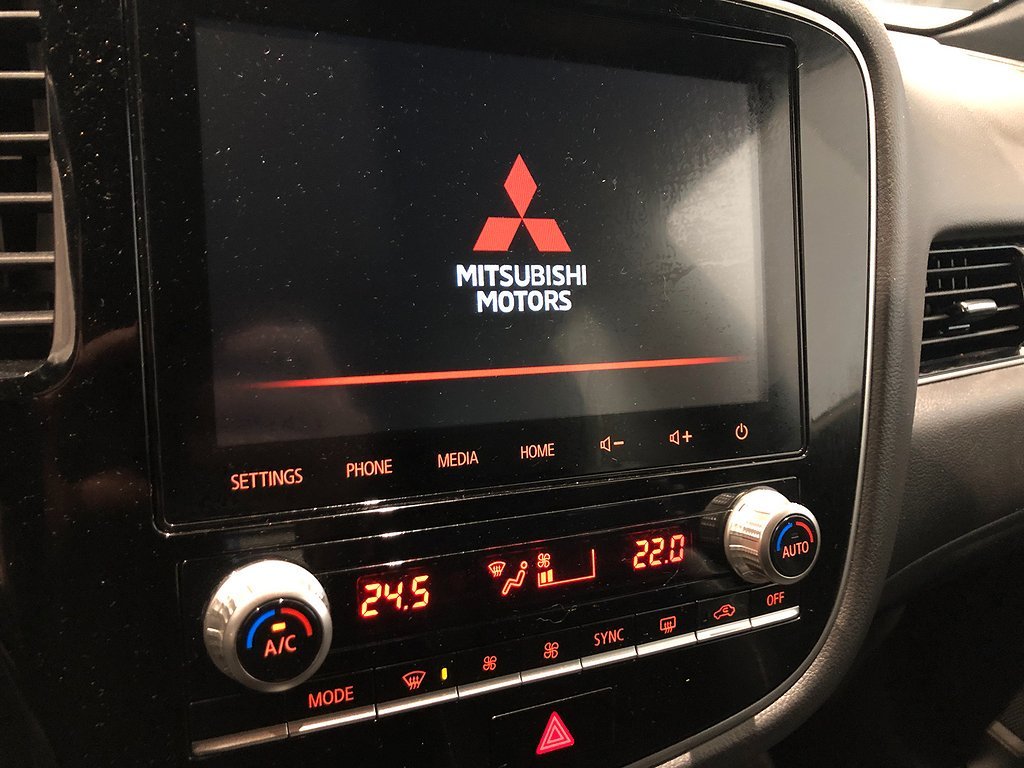 MITSUBISHI
MOTORS
SETTINGS PHONE MEDIA HOME
24.5 22.0
A/C AUTO
MODE SYNC OFF